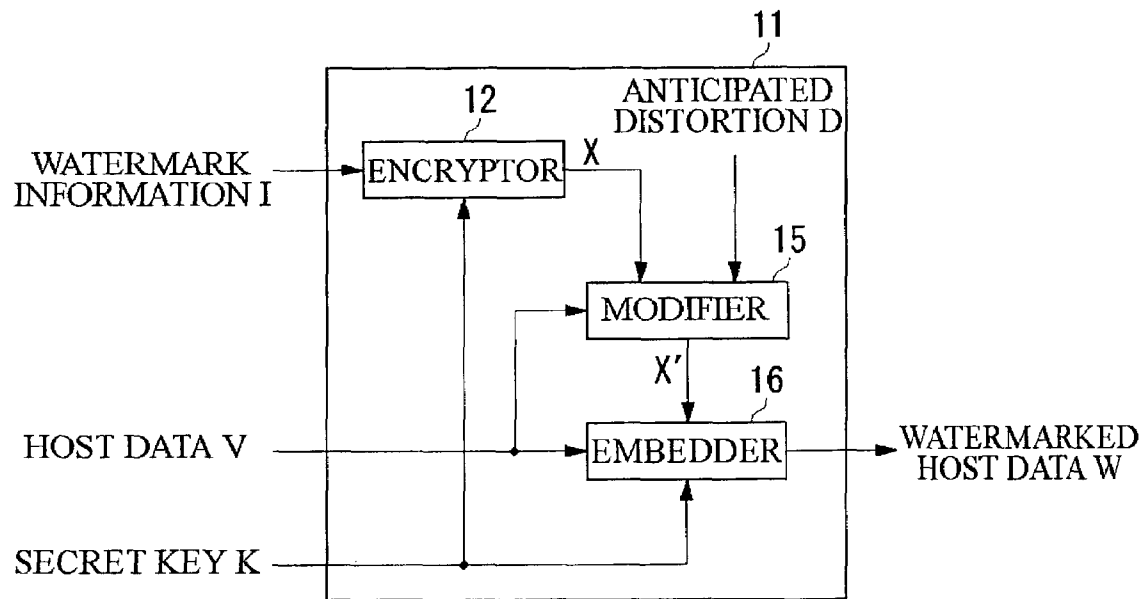 11
ANTICIPATED
DISTORTION D
12
WATERMARK
INFORMATION I
ENCRYPTOR
X
15
MODIFIER
X'
16
HOST DATA V
EMBEDDER
WATERMARKED
HOST DATA W
SECRET KEY K